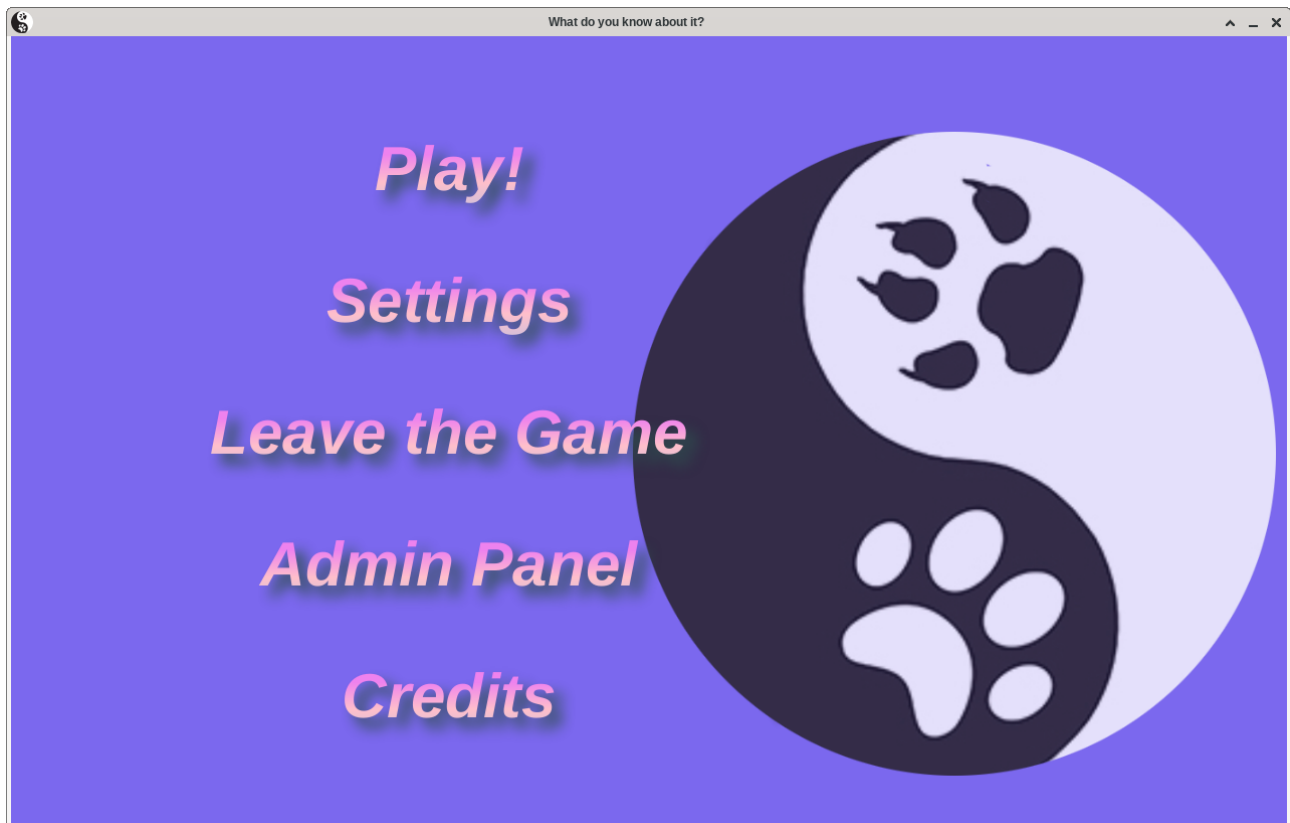 What do you know about it?
Play!
Settings
Leave the Game
Admin Panel
Credits